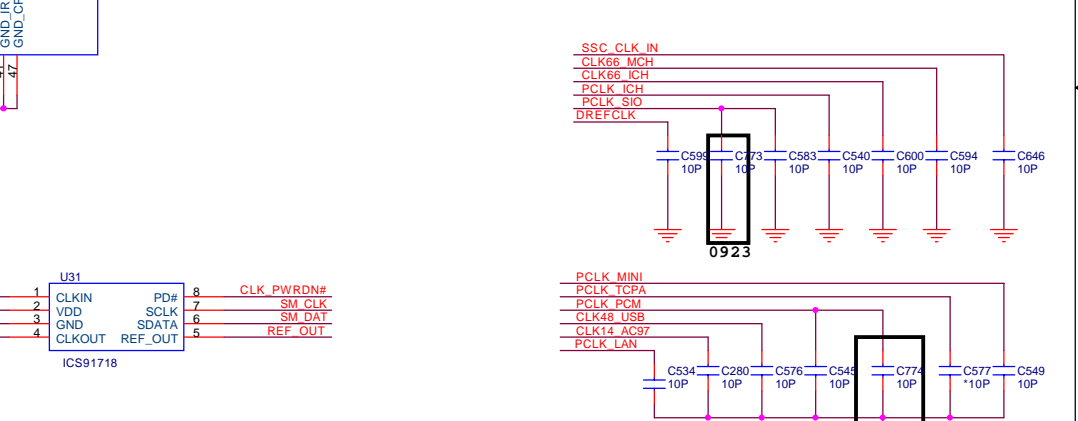 GND_IR
GND_CP
47
SSC_CLK_IN
CLK66_MCH
CLK66_ICH
PCLK_ICH
PCLK_SIO
DREFCLK
C599 C773 C583 C540 C600 C594 C646
10P 10P 10P 10P 10P 10P 10P
0923
U31
1 CLKIN PD# 8 CLK_PWRDN#
2 VDD SCLK 7 SM_CLK
3 GND SDATA 6 SM_DAT
4 CLKOUT REF_OUT 5 REF_OUT
ICS91718
PCLK_MINI
PCLK_TCPA
PCLK_PCM
CLK48_USB
CLK14_AC97
PCLK_LAN
C534 C280 C576 C545 C774 C577 C549
10P 10P 10P 10P 10P *10P 10P